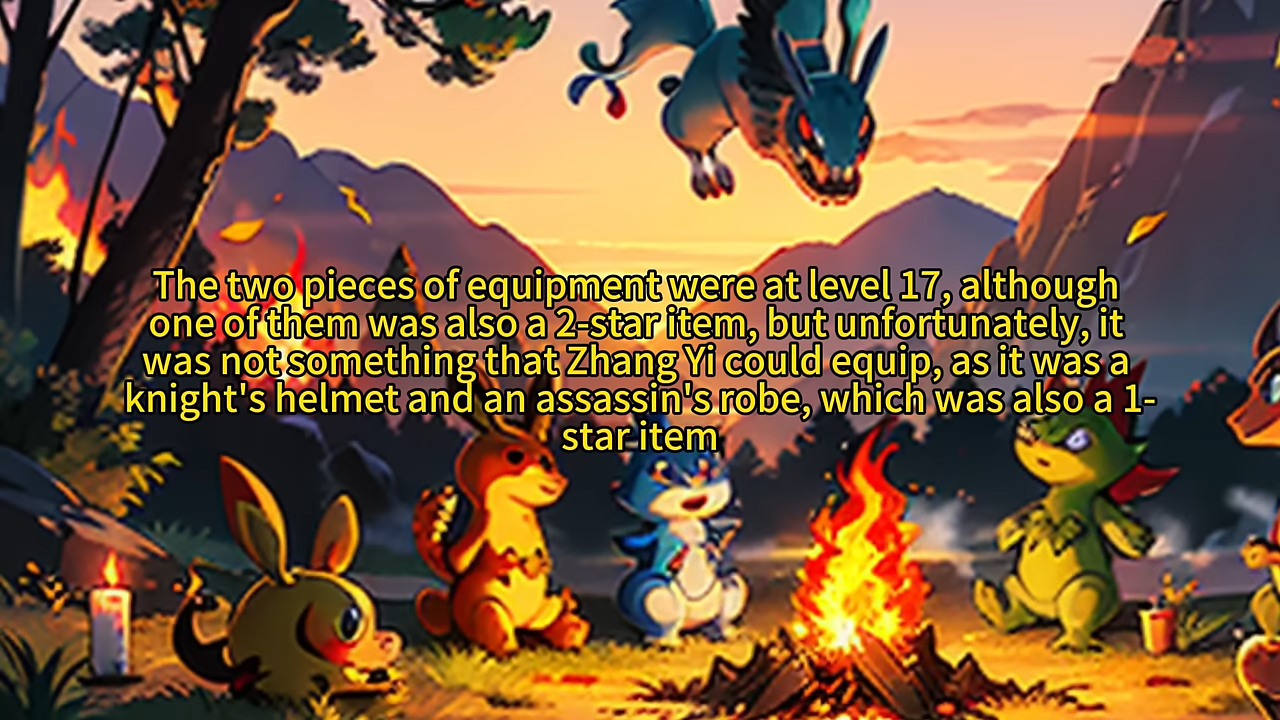 The two pieces of equipment were at level 17, although
one of them was also a 2-star item, but unfortunately, it
was not something that Zhang Yi could equip, as it was a
knight's helmet and an assassin's robe, which was also a 1-
star item